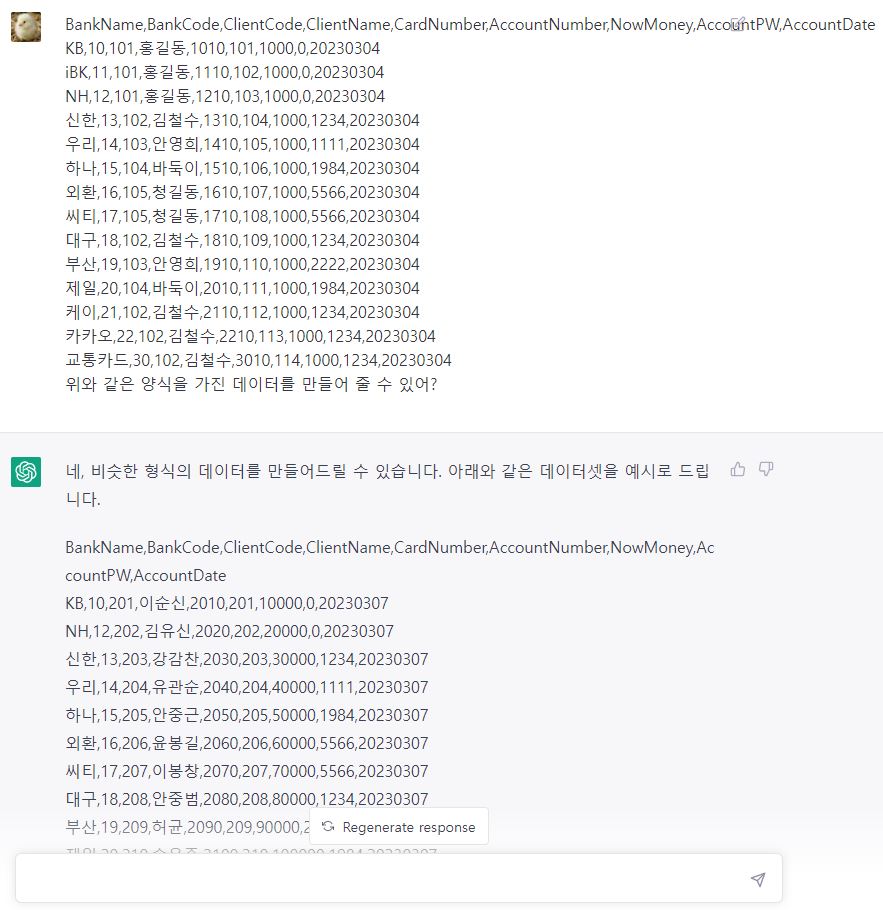 BankName,BankCode,ClientCode,ClientName,CardNumber,AccountNumber,NowMoney,AccountPW,AccountDate
KB,10,101,홍길동,1010,101,1000,0,20230304
iBK,11,101,홍길동,1110,102,1000,0,20230304
NH,12,101,홍길동,1210,103,1000,0,20230304
신한,13,102,김철수,1310,104,1000,1234,20230304
우리,14,103,안영희,1410,105,1000,1111,20230304
하나,15,104,바둑이,1510,106,1000,1984,20230304
외환,16,105,청길동,1610,107,1000,5566,20230304
씨티,17,105,청길동,1710,108,1000,5566,20230304
대구,18,102,김철수,1810,109,1000,1234,20230304
부산,19,103,안영희,1910,110,1000,2222,20230304
제일,20,104,바둑이,2010,111,1000,1984,20230304
케이,21,102,김철수,2110,112,1000,1234,20230304
카카오,22,102,김철수,2210,113,1000,1234,20230304
교통카드,30,102,김철수,3010,114,1000,1234,20230304
위와 같은 양식을 가진 데이터를 만들어 줄 수 있어?
네, 비슷한 형식의 데이터를 만들어드릴 수 있습니다. 아래와 같은 데이터셋을 예시로 드립
니다.
BankName,BankCode,ClientCode,ClientName,CardNumber,AccountNumber,NowMoney,Ac
countPW,AccountDate
KB,10,201,이순신,2010,201,10000,0,20230307
NH,12,202,김유신,2020,202,20000,0,20230307
신한,13,203,강감찬,2030,203,30000,1234,20230307
우리,14,204,유관순,2040,204,40000,1111,20230307
하나,15,205,안중근,2050,205,50000,1984,20230307
외환,16,206,윤봉길,2060,206,60000,5566,20230307
씨티,17,207,이봉창,2070,207,70000,5566,20230307
대구,18,208,안중범,2080,208,80000,1234,20230307
부산,19,209,허균,2090,209,90000,2
Regenerate response